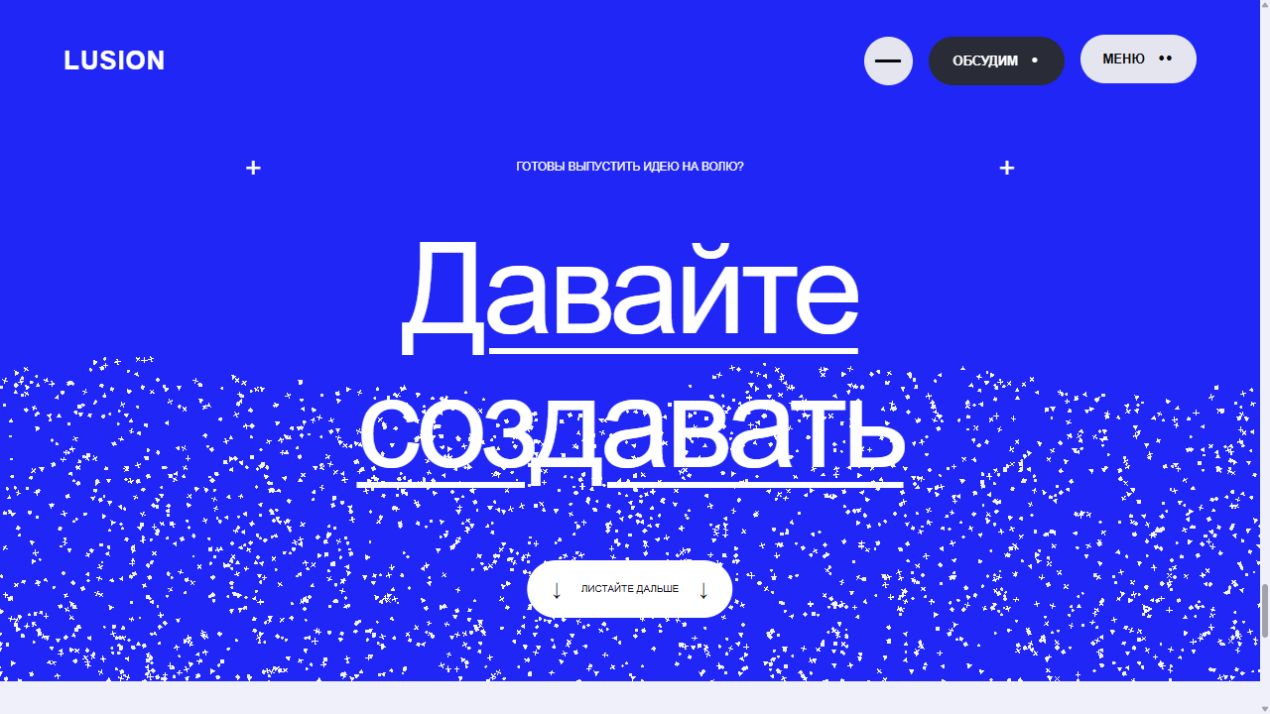 LUSION
ОБСУДИМ
МЕНЮ
ГОТОВЫ ВЫПУСТИТЬ ИДЕЮ НА ВОЛЮ?
Давайте
создавать
↓ ЛИСТАЙТЕ ДАЛЬШЕ ↓